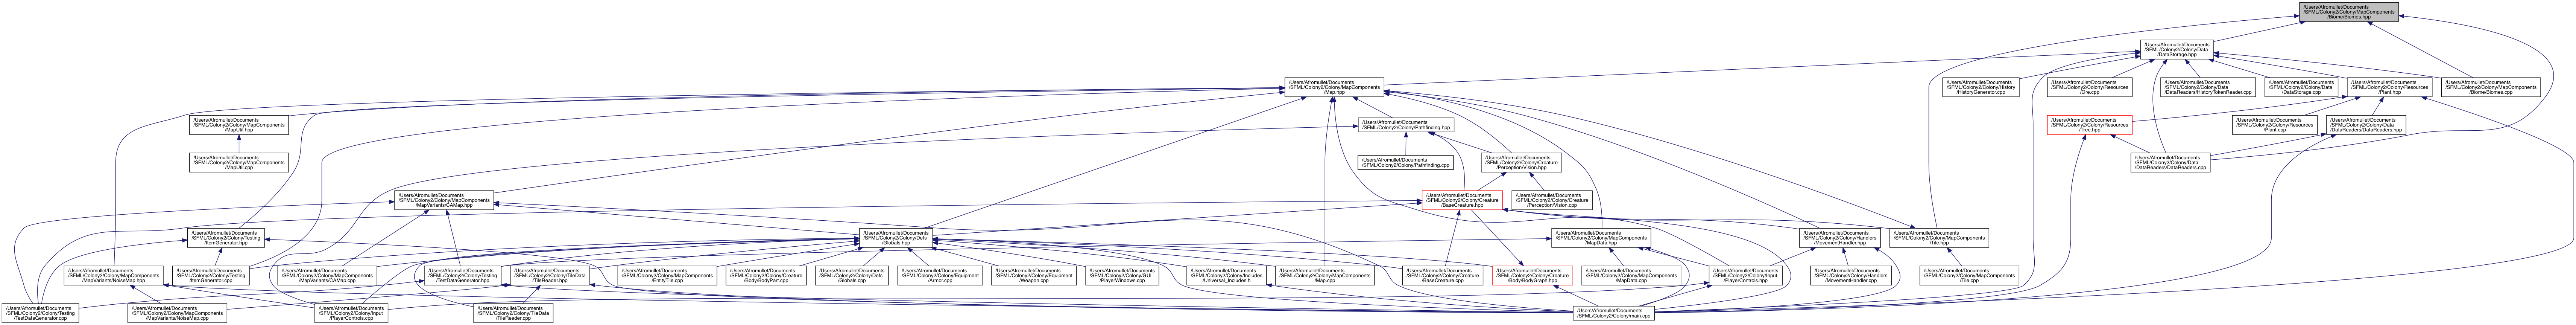 /Users/Afromullet/Documents
/SFML/Colony2/Colony/MapComponents
/Biome/Biomes.hpp
/Users/Afromullet/Documents
/SFML/Colony2/Colony/Data
/DataStorage.hpp
/Users/Afromullet/Documents
/SFML/Colony2/Colony/MapComponents
/Map.hpp
/Users/Afromullet/Documents
/SFML/Colony2/Colony/History
/HistoryGenerator.cpp
/Users/Afromullet/Documents
/SFML/Colony2/Colony/Resources
/Ore.cpp
/Users/Afromullet/Documents
/SFML/Colony2/Colony/Data
/DataReaders/HistoryTokenReader.cpp
/Users/Afromullet/Documents
/SFML/Colony2/Colony/Data
/DataStorage.cpp
/Users/Afromullet/Documents
/SFML/Colony2/Colony/Resources
/Plant.hpp
/Users/Afromullet/Documents
/SFML/Colony2/Colony/MapComponents
/Biome/Biomes.cpp
/Users/Afromullet/Documents
/SFML/Colony2/Colony/MapComponents
/MapUtil.hpp
/Users/Afromullet/Documents
/SFML/Colony2/Colony/Pathfinding.hpp
/Users/Afromullet/Documents
/SFML/Colony2/Colony/Resources
/Tree.hpp
/Users/Afromullet/Documents
/SFML/Colony2/Colony/Resources
/Plant.cpp
/Users/Afromullet/Documents
/SFML/Colony2/Colony/Data
/DataReaders/DataReaders.hpp
/Users/Afromullet/Documents
/SFML/Colony2/Colony/MapComponents
/MapUtil.cpp
/Users/Afromullet/Documents
/SFML/Colony2/Colony/Pathfinding.cpp
/Users/Afromullet/Documents
/SFML/Colony2/Colony/Creature
/Perception/Vision.hpp
/Users/Afromullet/Documents
/SFML/Colony2/Colony/Data
/DataReaders/DataReaders.cpp
/Users/Afromullet/Documents
/SFML/Colony2/Colony/MapComponents
/MapVariants/CAMap.hpp
/Users/Afromullet/Documents
/SFML/Colony2/Colony/Creature
/BaseCreature.hpp
/Users/Afromullet/Documents
/SFML/Colony2/Colony/Creature
/Perception/Vision.cpp
/Users/Afromullet/Documents
/SFML/Colony2/Colony/Testing
/ItemGenerator.hpp
/Users/Afromullet/Documents
/SFML/Colony2/Colony/Defs
/Globals.hpp
/Users/Afromullet/Documents
/SFML/Colony2/Colony/MapComponents
/MapData.hpp
/Users/Afromullet/Documents
/SFML/Colony2/Colony/Handlers
/MovementHandler.hpp
/Users/Afromullet/Documents
/SFML/Colony2/Colony/MapComponents
/Tile.hpp
/Users/Afromullet/Documents
/SFML/Colony2/Colony/MapComponents
/MapVariants/NoiseMap.hpp
/Users/Afromullet/Documents
/SFML/Colony2/Colony/Testing
/ItemGenerator.cpp
/Users/Afromullet/Documents
/SFML/Colony2/Colony/MapComponents
/MapVariants/CAMap.cpp
/Users/Afromullet/Documents
/SFML/Colony2/Colony/Testing
/TestDataGenerator.hpp
/Users/Afromullet/Documents
/SFML/Colony2/Colony/TileData
/TileReader.hpp
/Users/Afromullet/Documents
/SFML/Colony2/Colony/MapComponents
/EntityTile.cpp
/Users/Afromullet/Documents
/SFML/Colony2/Colony/Creature
/Body/BodyPart.cpp
/Users/Afromullet/Documents
/SFML/Colony2/Colony/Defs
/Globals.cpp
/Users/Afromullet/Documents
/SFML/Colony2/Colony/Equipment
/Armor.cpp
/Users/Afromullet/Documents
/SFML/Colony2/Colony/Equipment
/Weapon.cpp
/Users/Afromullet/Documents
/SFML/Colony2/Colony/GUI
/PlayerWindows.cpp
/Users/Afromullet/Documents
/SFML/Colony2/Colony/Includes
/Universal_Includes.h
/Users/Afromullet/Documents
/SFML/Colony2/Colony/MapComponents
/Map.cpp
/Users/Afromullet/Documents
/SFML/Colony2/Colony/Creature
/BaseCreature.cpp
/Users/Afromullet/Documents
/SFML/Colony2/Colony/Creature
/Body/BodyGraph.hpp
/Users/Afromullet/Documents
/SFML/Colony2/Colony/MapComponents
/MapData.cpp
/Users/Afromullet/Documents
/SFML/Colony2/Colony/Input
/PlayerControls.hpp
/Users/Afromullet/Documents
/SFML/Colony2/Colony/Handlers
/MovementHandler.cpp
/Users/Afromullet/Documents
/SFML/Colony2/Colony/MapComponents
/Tile.cpp
/Users/Afromullet/Documents
/SFML/Colony2/Colony/Testing
/TestDataGenerator.cpp
/Users/Afromullet/Documents
/SFML/Colony2/Colony/MapComponents
/MapVariants/NoiseMap.cpp
/Users/Afromullet/Documents
/SFML/Colony2/Colony/Input
/PlayerControls.cpp
/Users/Afromullet/Documents
/SFML/Colony2/Colony/TileData
/TileReader.cpp
/Users/Afromullet/Documents
/SFML/Colony2/Colony/main.cpp